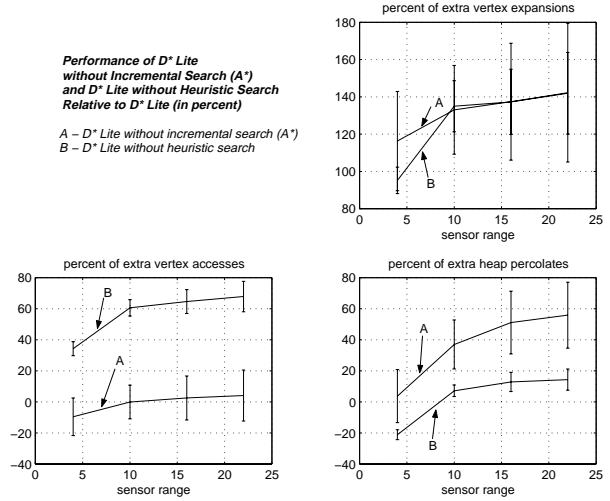 percent of extra vertex expansions
Performance of D* Lite
without Incremental Search (A*)
and D* Lite without Heuristic Search
Relative to D* Lite (in percent)
A – D* Lite without incremental search (A*)
B – D* Lite without heuristic search
180
160
140
120
100
80
A
B
0 5 10 15 20 25
sensor range
percent of extra vertex accesses
80
60
40
20
0
−20
−40
B
A
0 5 10 15 20 25
sensor range
percent of extra heap percolates
80
60
40
20
0
−20
−40
A
B
0 5 10 15 20 25
sensor range